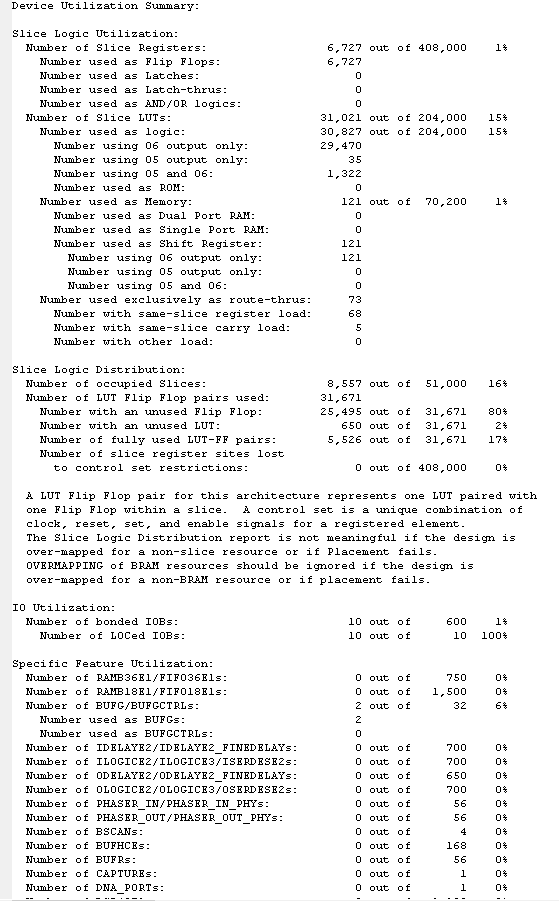 Device Utilization Summary:
Slice Logic Utilization:
Number of Slice Registers: 6,727 out of 408,000 1%
Number used as Flip Flops: 6,727
Number used as Latches: 0
Number used as Latch-thrus: 0
Number used as AND/OR logics: 0
Number of Slice LUTs: 31,021 out of 204,000 15%
Number used as logic: 30,827 out of 204,000 15%
Number using O6 output only: 29,470
Number using O5 output only: 35
Number using O5 and O6: 1,322
Number used as ROM: 0
Number used as Memory: 121 out of 70,200 1%
Number used as Dual Port RAM: 0
Number used as Single Port RAM: 0
Number used as Shift Register: 121
Number using O6 output only: 121
Number using O5 output only: 0
Number using O5 and O6: 0
Number used exclusively as route-thrus: 73
Number with same-slice register load: 68
Number with same-slice carry load: 5
Number with other load: 0
Slice Logic Distribution:
Number of occupied Slices: 8,557 out of 51,000 16%
Number of LUT Flip Flop pairs used: 31,671
Number with an unused Flip Flop: 25,495 out of 31,671 80%
Number with an unused LUT: 650 out of 31,671 2%
Number of fully used LUT-FF pairs: 5,526 out of 31,671 17%
Number of slice register sites lost
to control set restrictions: 0 out of 408,000 0%
A LUT Flip Flop pair for this architecture represents one LUT paired with
one Flip Flop within a slice. A control set is a unique combination of
clock, reset, set, and enable signals for a registered element.
The Slice Logic Distribution report is not meaningful if the design is
over-mapped for a non-slice resource or if Placement fails.
OVERMAPPING of BRAM resources should be ignored if the design is
over-mapped for a non-BRAM resource or if placement fails.
IO Utilization:
Number of bonded IOBs: 10 out of 600 1%
Number of LOCed IOBs: 10 out of 10 100%
Specific Feature Utilization:
Number of RAMB36E1/FIFO36E1s: 0 out of 750 0%
Number of RAMB18E1/FIFO18E1s: 0 out of 1,500 0%
Number of BUFG/BUFGCTRLs: 2 out of 32 6%
Number used as BUFGs: 2
Number used as BUFGCTRLs: 0
Number of IDELAYE2/IDELAYE2_FINEDELAYs: 0 out of 700 0%
Number of ILOGICE2/ILOGICE3/ISERDESE2s: 0 out of 700 0%
Number of ODELAYE2/ODELAYE2_FINEDELAYs: 0 out of 650 0%
Number of OLOGICE2/OLOGICE3/OSERDESE2s: 0 out of 700 0%
Number of PHASER_IN/PHASER_IN_PHYs: 0 out of 56 0%
Number of PHASER_OUT/PHASER_OUT_PHYs: 0 out of 56 0%
Number of BSCANs: 0 out of 4 0%
Number of BUFHCEs: 0 out of 168 0%
Number of BUFRs: 0 out of 56 0%
Number of CAPTUREs: 0 out of 1 0%
Number of DNA_PORTs: 0 out of 1 0%